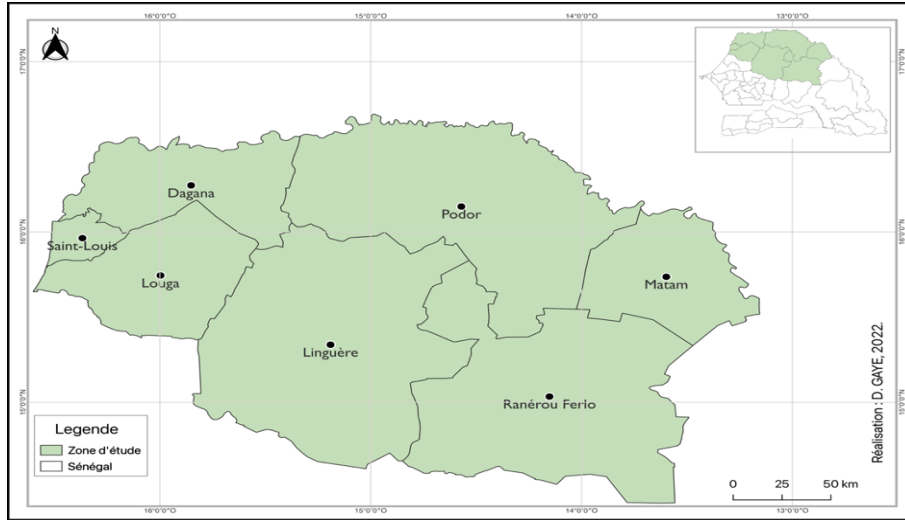 16°0'0"N
15°0'0"N
14°0'0"N
13°0'0"N
N
17°0'0"N
17°0'0"N
Dagana
Podor
16°0'0"N
Saint-Louis
16°0'0"N
Louga
Matam
Linguère
Ranérou Ferlo
15°0'0"N
15°0'0"N
Legende
Zone d'étude
Sénégal
0 25 50 km
Réalisation : D. GAYE, 2022.
16°0'0"N
15°0'0"N
14°0'0"N
13°0'0"N